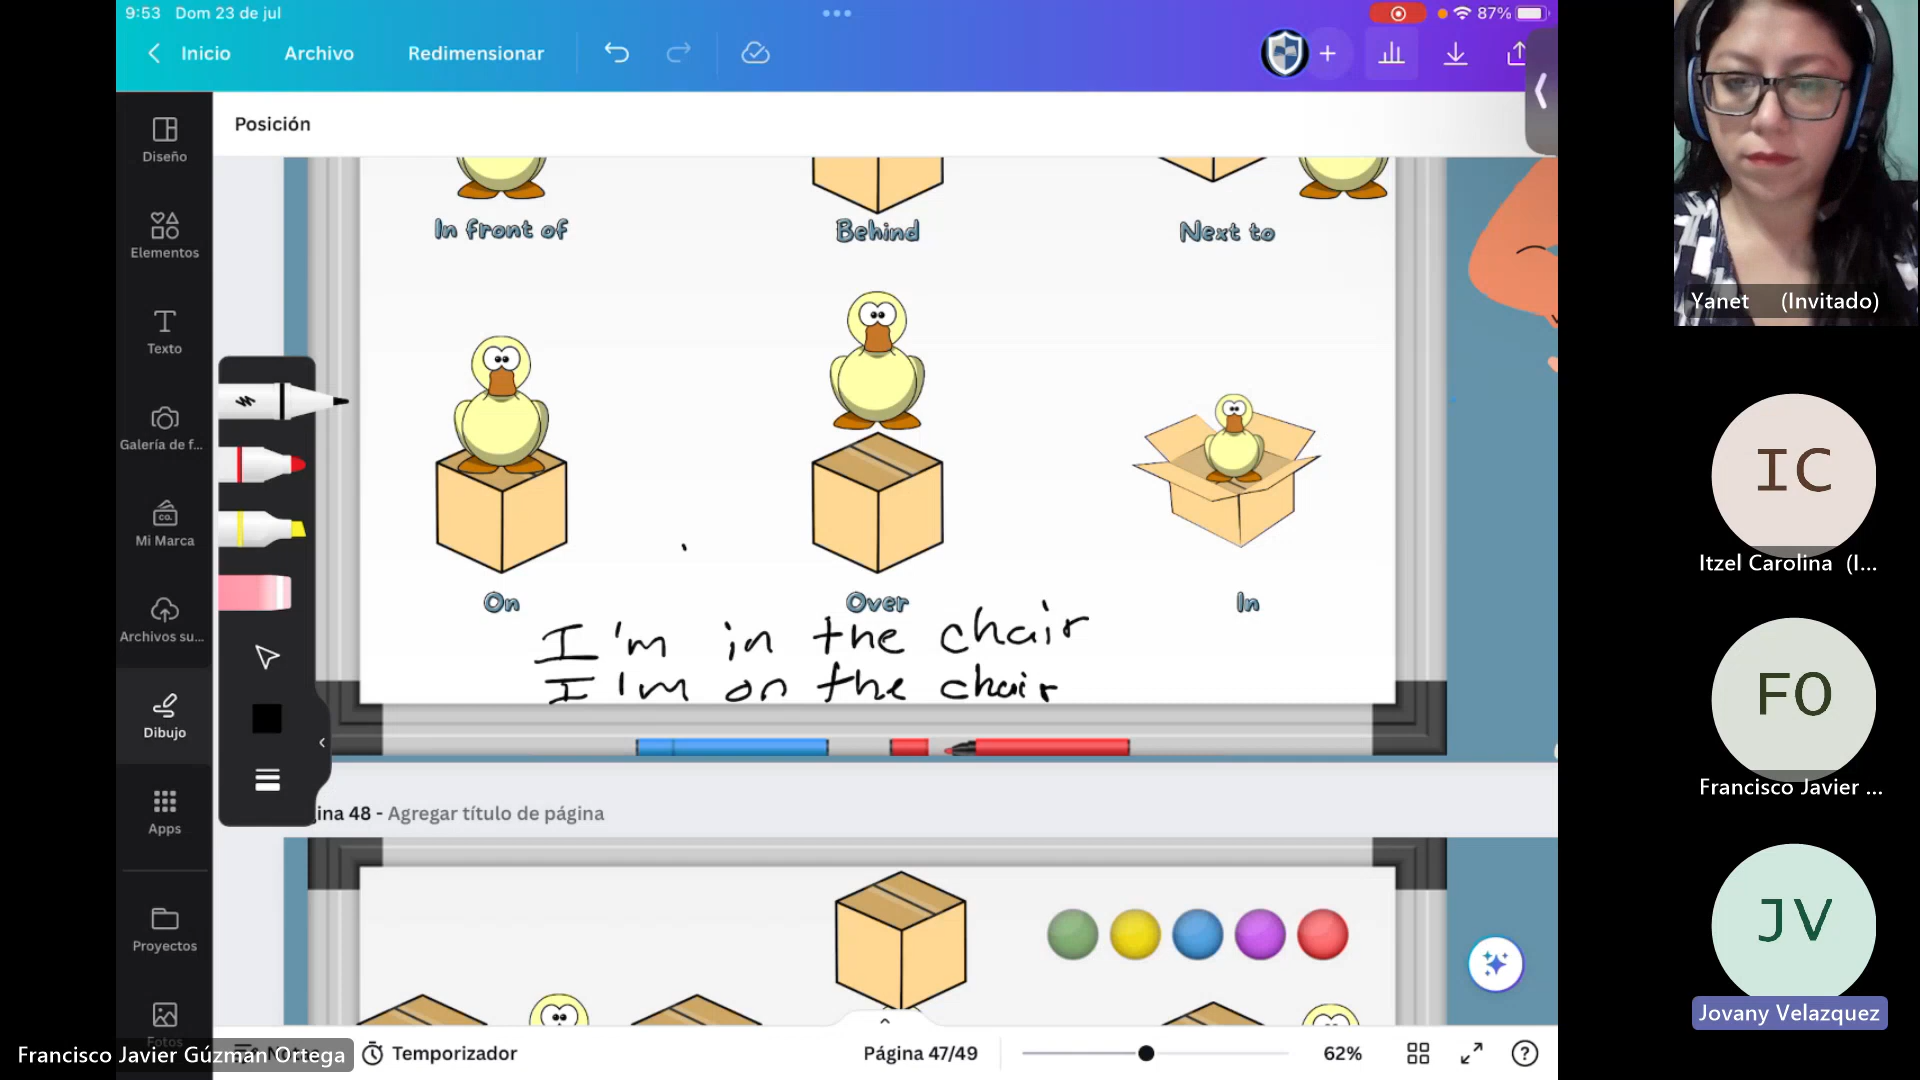 9:53 Dom 23 de jul
87%
Inicio Archivo Redimensionar
Posición
Diseño
Elementos
Texto
Galería de f...
Mi Marca
CO.
Archivos su...
Dibujo
Apps
Proyectos
Fotos
In front of Behind Next to
On Over In
I'm in the chair
I'm on the chair
ina 48 - Agregar título de página
Temporizador
Página 47/49
62%
Francisco Javier Gúzman Ortega
Yanet (Invitado)
IC
Itzel Carolina (I...
FO
Francisco Javier ...
JV
Jovany Velazquez